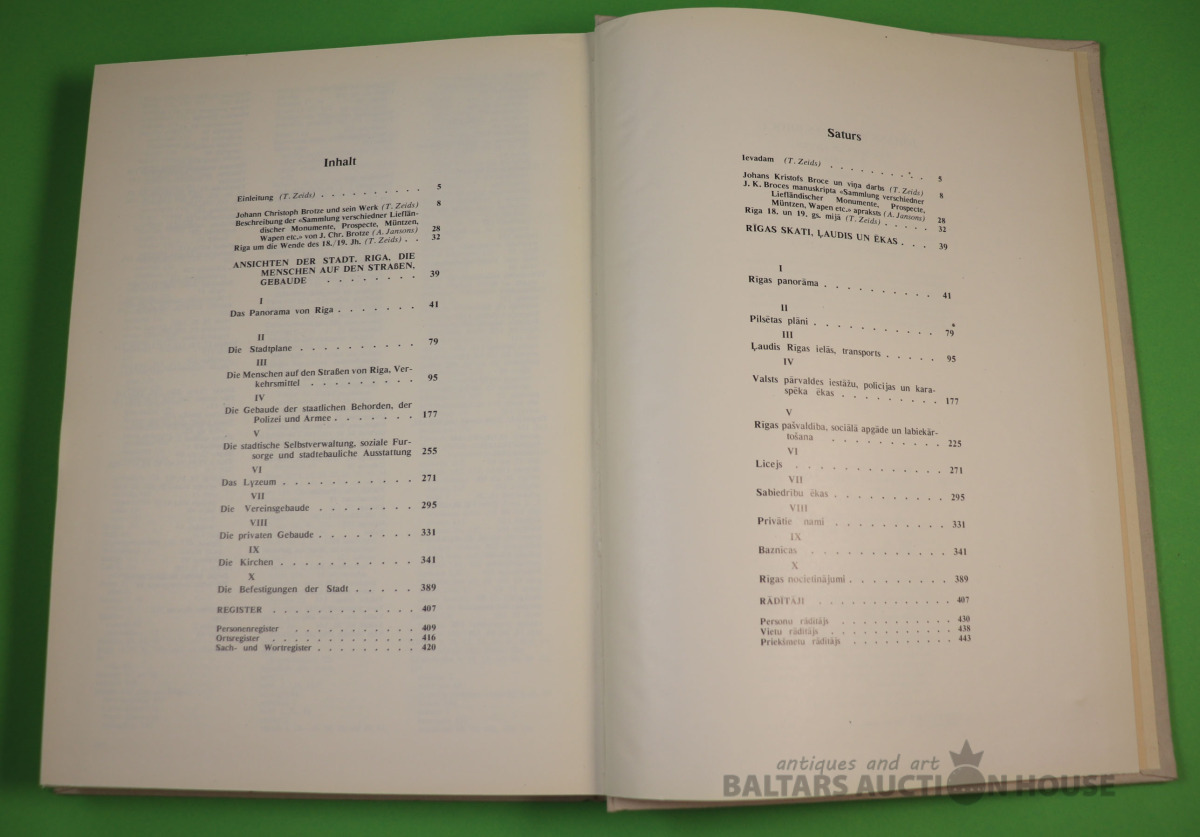 Inhalt
Einleitung (T. Zeids) . . . . . . . . . . 5
Johann Christoph Brotze und sein Werk (T. Zeids) 8
Beschreibung der «Sammlung verschiedner Lieflän-
discher Monumente, Prospecte, Müntzen,
Wapen etc.» von J. Chr. Brotze (A. Jansons) 28
Riga um die Wende des 18./19. Jh. (T. Zeids) . . 32
ANSICHTEN DER STADT, RIGA, DIE
MENSCHEN AUF DEN STRAßEN,
GEBAUDE . . . . . . . . 39
I
Das Panorama von Riga . . . . . . . 41
II
Die Stadtplane . . . . . . . . . . 79
III
Die Menschen auf den Straßen von Riga, Ver-
kehrsmittel . . . . . . . . . 95
IV
Die Gebaude der staatlichen Behorden, der
Polizei und Armee . . . . . . . 177
V
Die stadtische Selbstverwaltung, soziale Fur-
sorge und stadtebauliche Ausstattung 255
VI
Das Lyzeum . . . . . . . . . . . 271
VII
Die Vereinsgebaude . . . . . . . . 295
VIII
Die privaten Gebaude . . . . . . . . 331
IX
Die Kirchen . . . . . . . . . . . 341
X
Die Befestigungen der Stadt . . . . . 389
REGISTER . . . . . . . . . . . . 407
Personenregister . . . . . . . . . . . 409
Ortsregister . . . . . . . . . . . . . 416
Sach- und Wortregister . . . . . . . . . 420
Saturs
Ievadam (T. Zeids) . . . . . . . . 5
Johans Kristofs Broce un viņa darbs (T. Zeids) 8
J. K. Broces manuskripta «Sammlung verschiedner
Liefländischer Monumente, Prospecte,
Müntzen, Wapen etc.» apraksts (A. Jansons) 28
Rīga 18. un 19. gs. mijā (T. Zeids) . . . . . 32
RĪGAS SKATI, ĻAUDIS UN ĒKAS . . . 39
I
Rīgas panorāma . . . . . . . . . . 41
II
Pilsētas plāni . . . . . . . . . . . 79
III
Ļaudis Rīgas ielās, transports . . . . . 95
IV
Valsts pārvaldes iestāžu, policijas un kara-
spēka ēkas . . . . . . . . . 177
V
Rīgas pašvaldība, sociālā apgāde un labiekār-
tošana . . . . . . . . . . 225
VI
Licejs . . . . . . . . . . . . 271
VII
Sabiedrību ēkas . . . . . . . . . 295
VIII
Privātie nami . . . . . . . . . 331
IX
Baznīcas . . . . . . . . . . . 341
X
Rīgas nocietinājumi . . . . . . . . 389
RĀDĪTĀJI . . . . . . . . . . . 407
Personu rādītājs . . . . . . . . . . 430
Vietu rādītājs . . . . . . . . . . 438
Priekšmetu rādītājs . . . . . . . . . 443
antiques and art
BALTARS AUCTION HOUSE